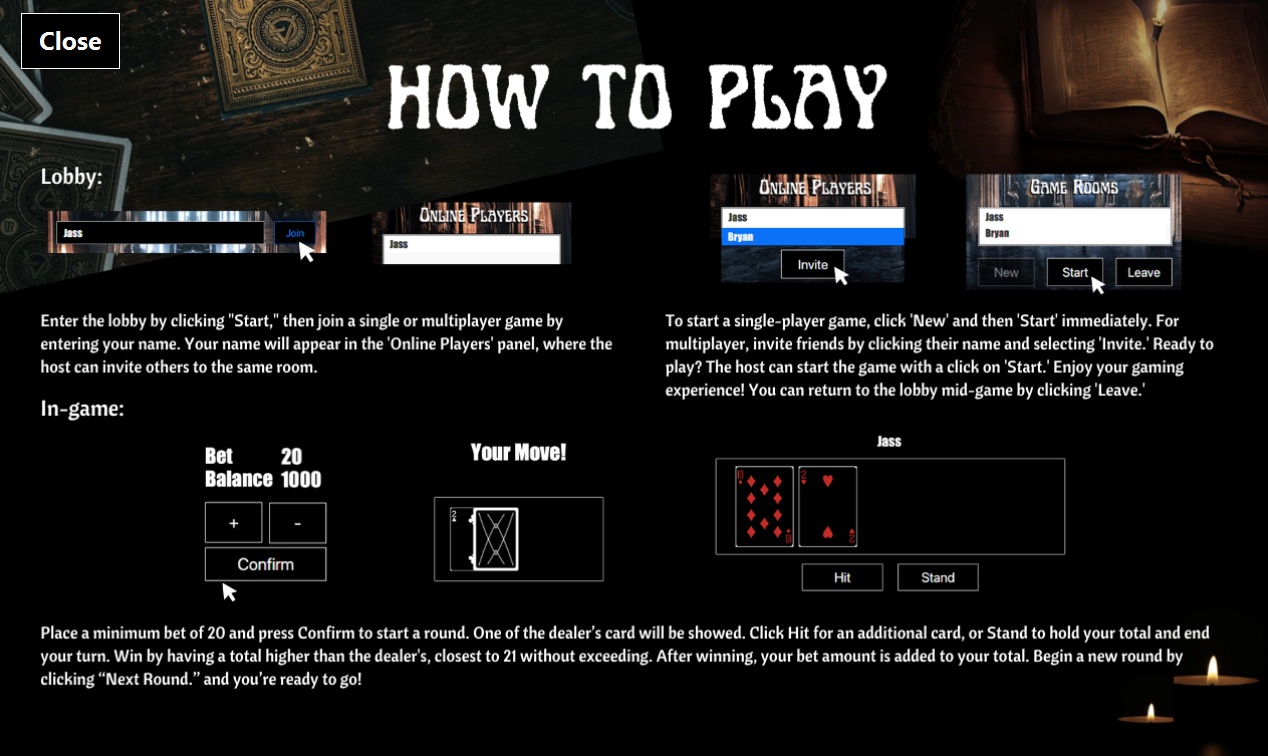 Close
HOW TO PLAY
Lobby:
Jass
Join
Online Players
Jass
Online Players
Jass
Bryan
Invite
Game Rooms
Jass
Bryan
New
Start
Leave
Enter the lobby by clicking "Start," then join a single or multiplayer game by
entering your name. Your name will appear in the 'Online Players' panel, where the
host can invite others to the same room.
To start a single-player game, click 'New' and then 'Start' immediately. For
multiplayer, invite friends by clicking their name and selecting 'Invite.' Ready to
play? The host can start the game with a click on 'Start.' Enjoy your gaming
experience! You can return to the lobby mid-game by clicking 'Leave.'
In-game:
Bet 20
Balance 1000
+
-
Confirm
Your Move!
2
Jass
10
10
2
2
Hit
Stand
Place a minimum bet of 20 and press Confirm to start a round. One of the dealer's card will be showed. Click Hit for an additional card, or Stand to hold your total and end
your turn. Win by having a total higher than the dealer's, closest to 21 without exceeding. After winning, your bet amount is added to your total. Begin a new round by
clicking “Next Round.” and you're ready to go!